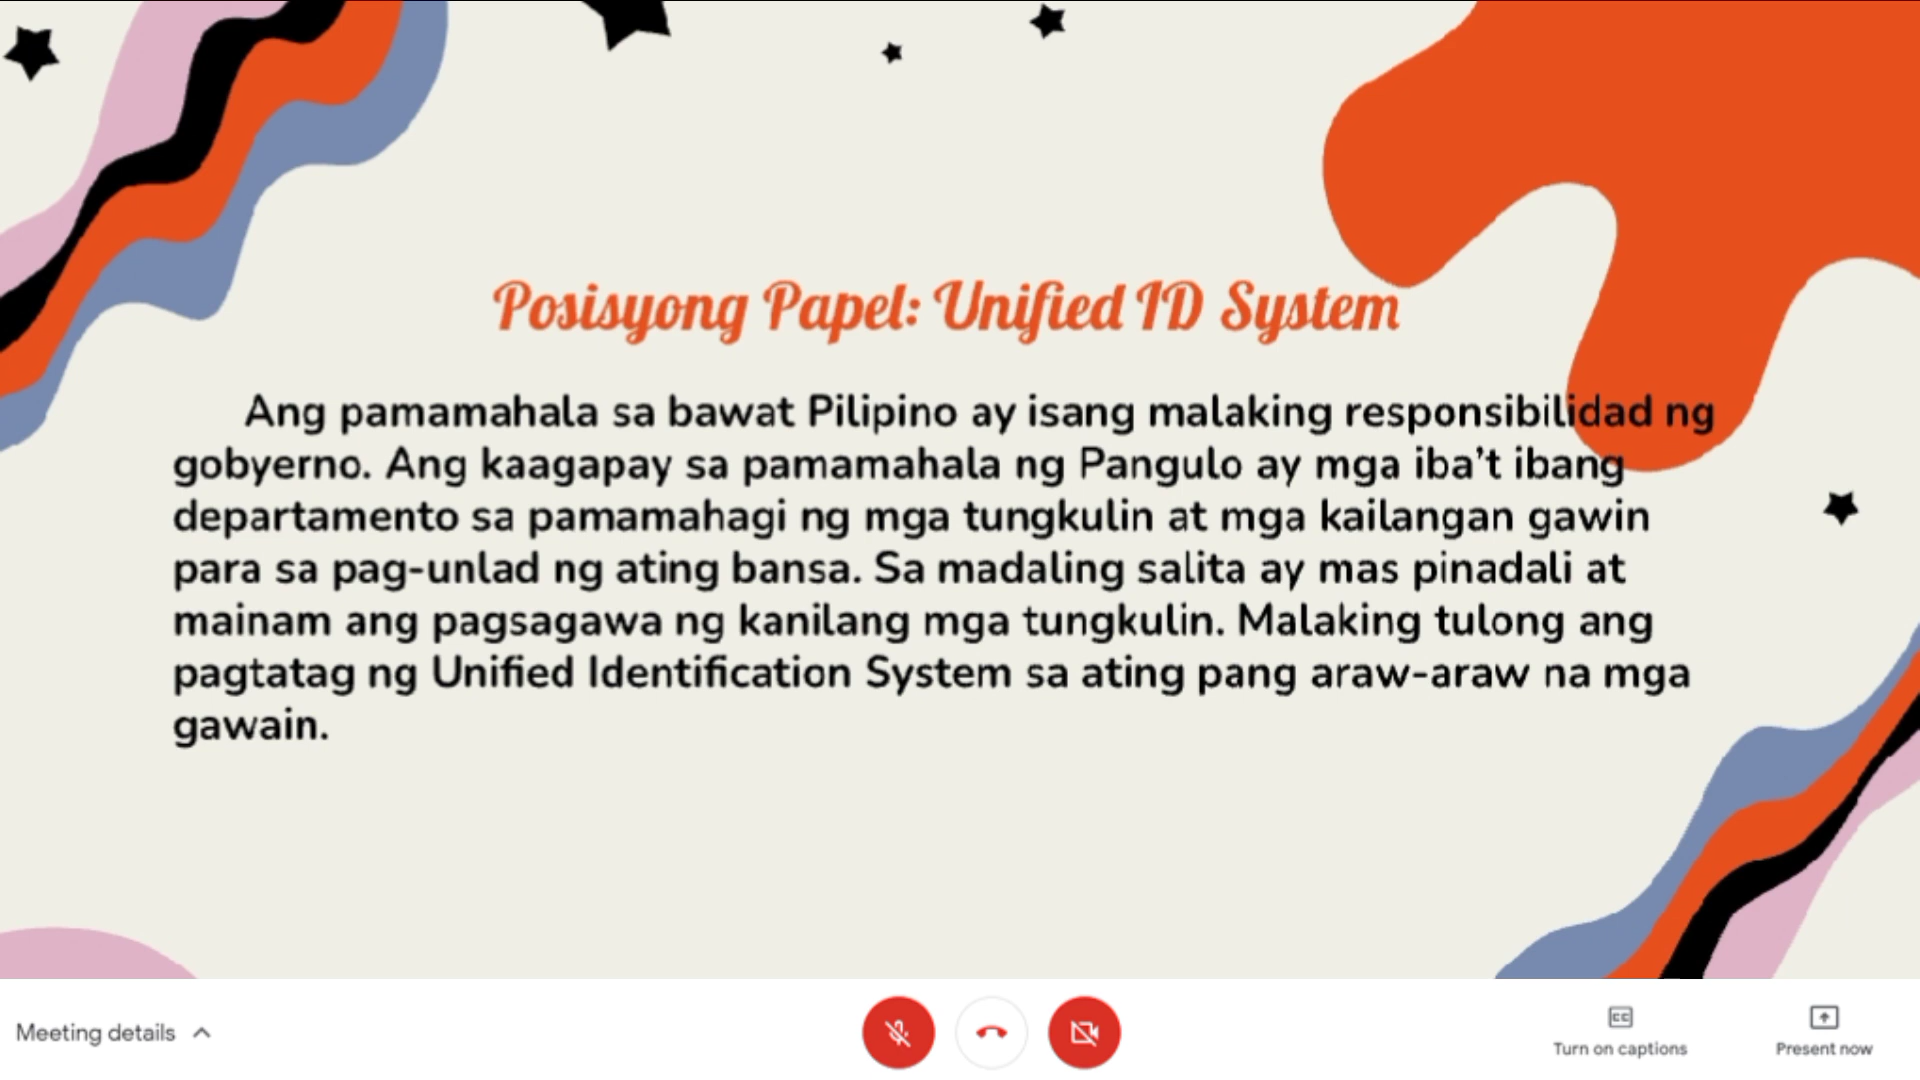 Posisyong Papel: Unified ID System
Ang pamamahala sa bawat Pilipino ay isang malaking responsibilidad ng
gobyerno. Ang kaagapay sa pamamahala ng Pangulo ay mga iba't ibang
departamento sa pamamahagi ng mga tungkulin at mga kailangan gawin
para sa pag-unlad ng ating bansa. Sa madaling salita ay mas pinadali at
mainam ang pagsagawa ng kanilang mga tungkulin. Malaking tulong ang
pagtatag ng Unified Identification System sa ating pang araw-araw na mga
gawain.
Meeting details
Turn on captions
Present now